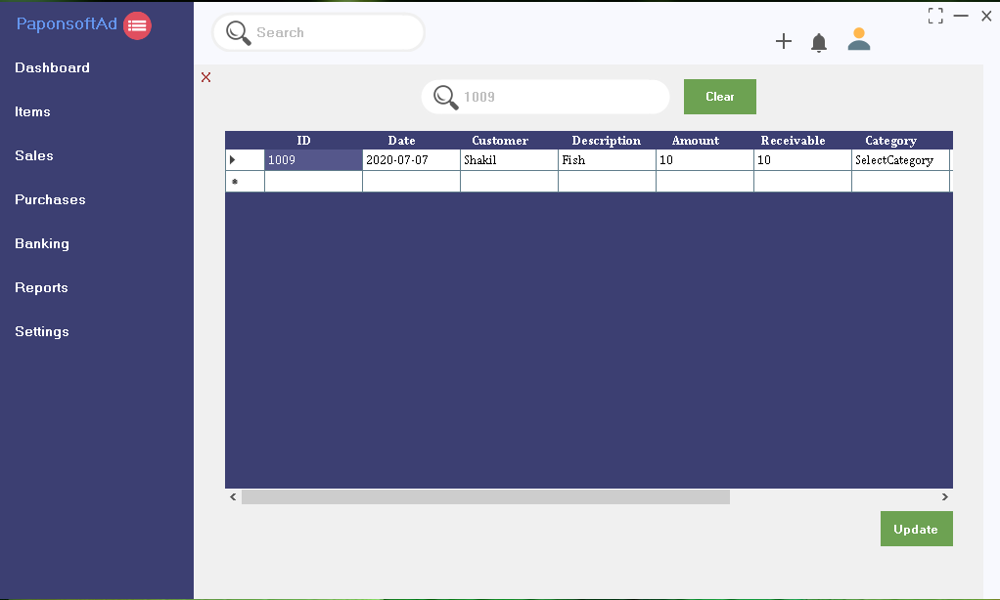 PaponsoftAd
Search
Dashboard
Items
Sales
Purchases
Banking
Reports
Settings
X
1009
Clear
ID Date Customer Description Amount Receivable Category
1009 2020-07-07 Shakil Fish 10 10 SelectCategory
Update